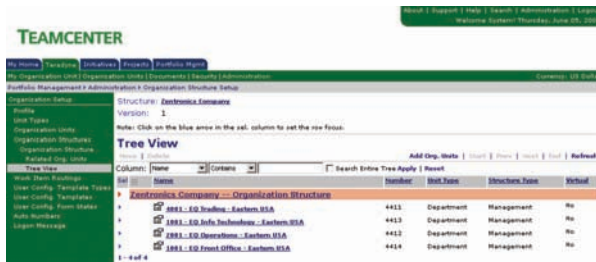 About | Support | Help | Search | Administration | Logo
Welcome System! Thursday, June 05, 200
TEAMCENTER
My Home | Teradyne | Initiatives | Projects | Portfolio Mgmt
My Organization Unit | Organization Units | Documents | Security | Administration
Currency: US Doll
Portfolio Management > Administration > Organization Structure Setup
Organization Setup:
Profile
Unit Types
Organization Units
Organization Structures
Organization Structure...
Related Org. Units
Tree View
Work Item Routings
User Config. Template Types
User Config. Templates
User Config. Form States
Auto Numbers
Logon Message
Structure: Zentronics Company
Version: 1
Note: Click on the blue arrow in the sel. column to set the row focus.
Tree View
Move | Delete
Add Org. Units | Start | Prev | Next | End | Refresh
Column: Name Contains Search Entire Tree Apply | Reset
Sel Name Number Unit Type Structure Type Virtual
Zentronics Company -- Organization Structure
4001 - EQ Trading - Eastern USA 4411 Department Management No
3001 - EQ Info Technology - Eastern USA 4413 Department Management No
2001 - EQ Operations - Eastern USA 4412 Department Management No
1001 - EQ Front Office - Eastern USA 4414 Department Management No
1 - 4 of 4